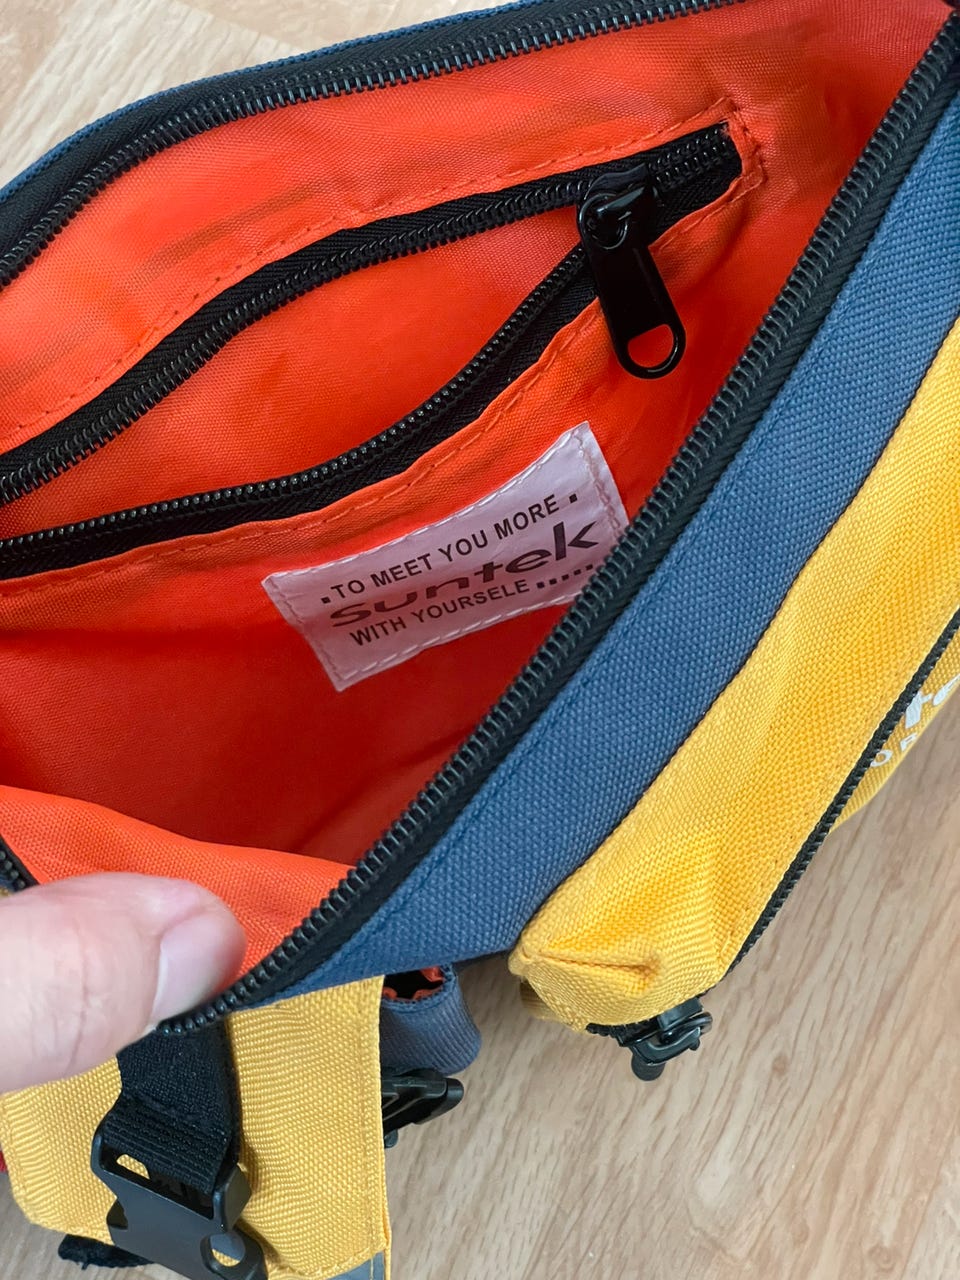 .TO MEET YOU MORE .
suntek
WITH YOURSELE ......